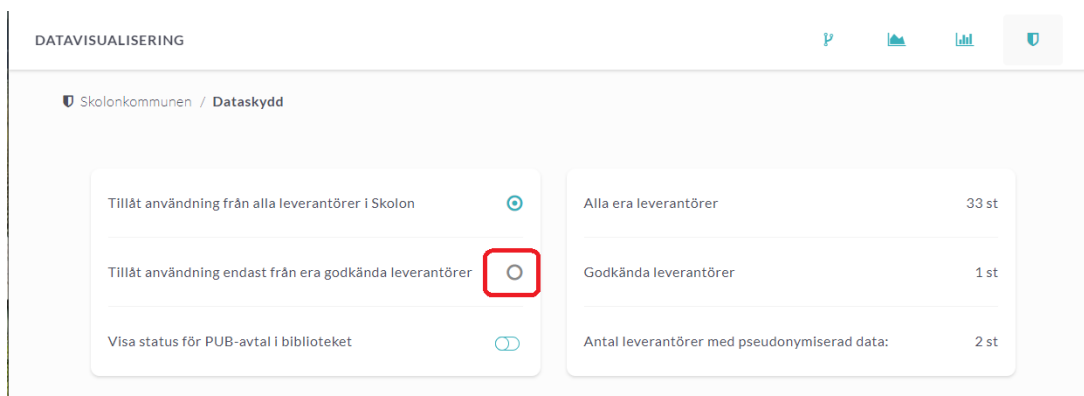 DATAVISUALISERING
Skolonkommunen / Dataskydd
Tillåt användning från alla leverantörer i Skolon
Tillåt användning endast från era godkända leverantörer
Visa status för PUB-avtal i biblioteket
Alla era leverantörer 33 st
Godkända leverantörer 1 st
Antal leverantörer med pseudonymiserad data: 2 st